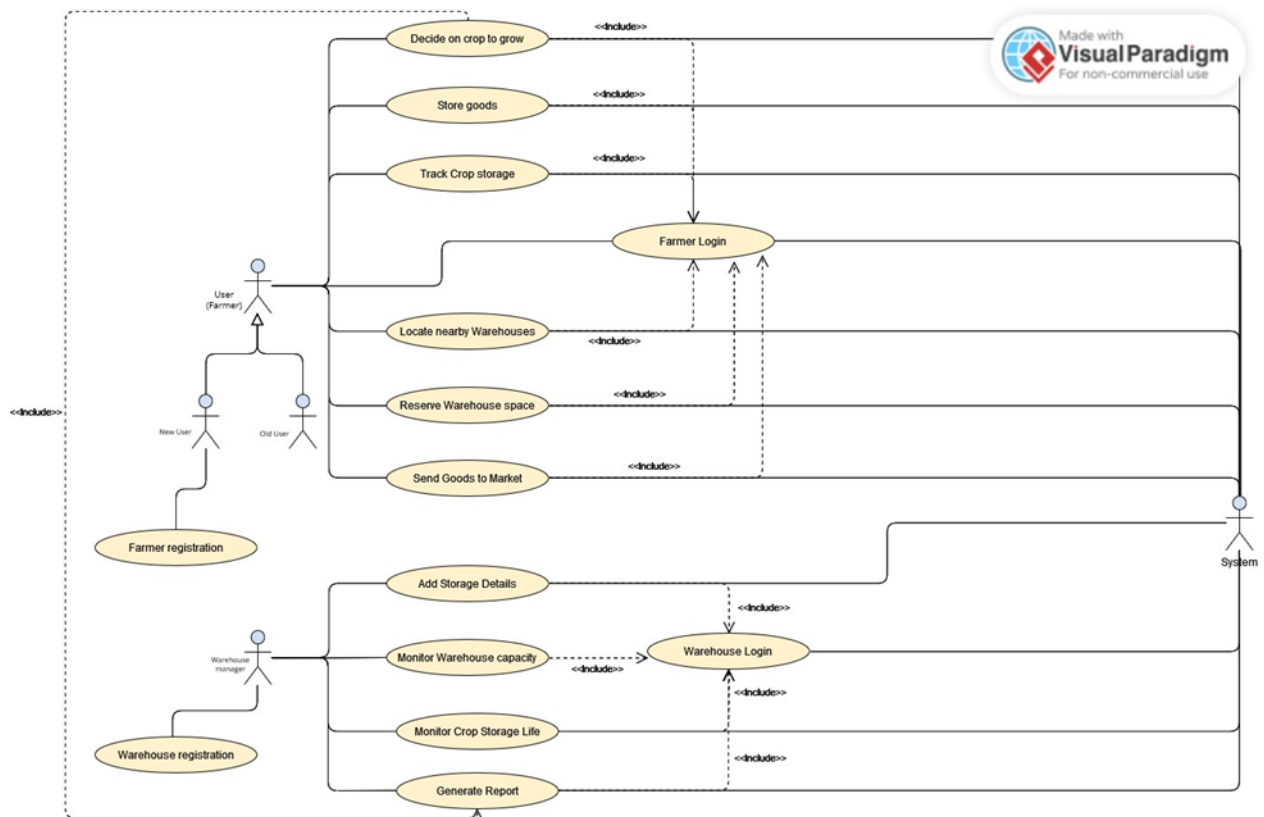 Decide on crop to grow
<<Include>>
Made with
Visual Paradigm
For non-commercial use
Store goods
<<Include>>
Track Crop storage
<<Include>>
Farmer Login
User
(Farmer)
Locate nearby Warehouses
<<Include>>
Reserve Warehouse space
<<Include>>
<<Include>>
New User
Old User
Send Goods to Market
<<Include>>
Farmer registration
System
Add Storage Details
<<Include>>
Warehouse
manager
Monitor Warehouse capacity
<<Include>>
Warehouse Login
<<Include>>
Monitor Crop Storage Life
Warehouse registration
<<Include>>
Generate Report